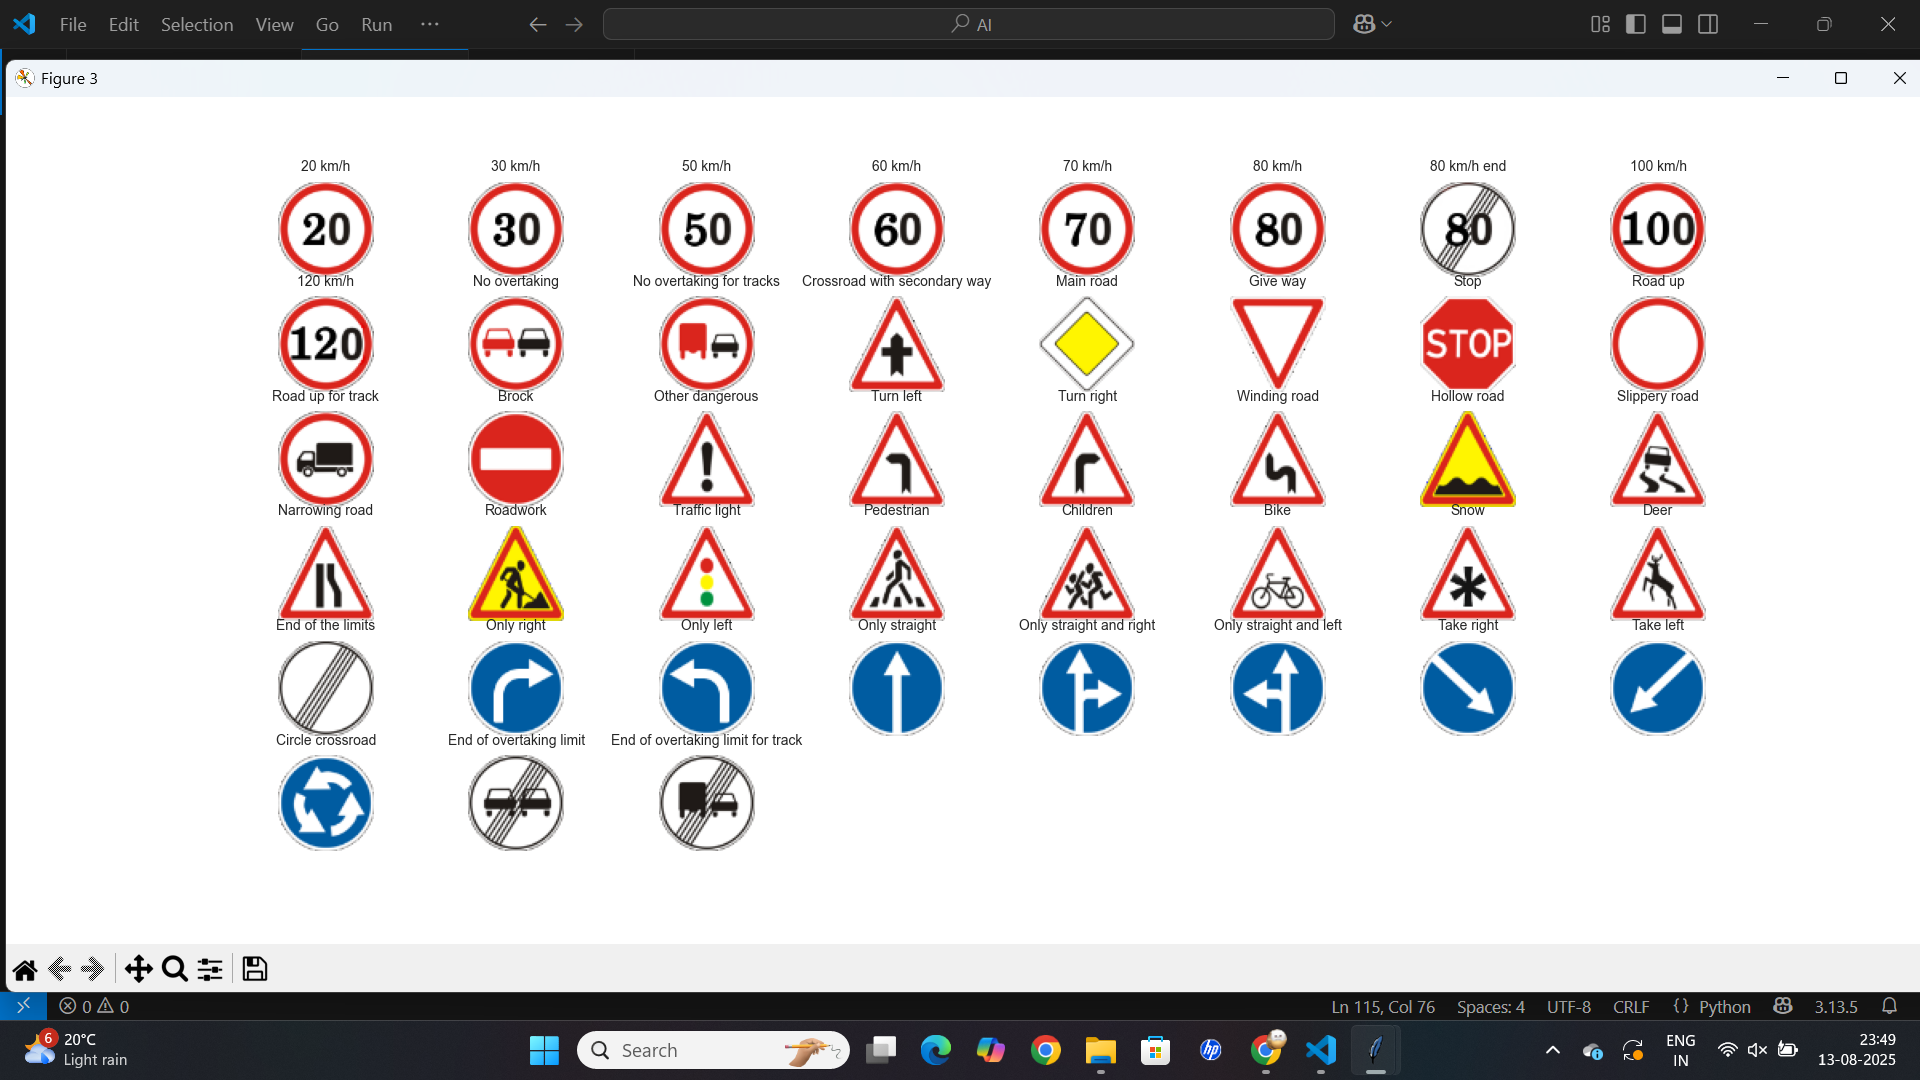 File Edit Selection View Go Run ··· AI
Figure 3
20 km/h 30 km/h 50 km/h 60 km/h 70 km/h 80 km/h 80 km/h end 100 km/h
20 30 50 60 70 80 80 100
120 km/h No overtaking No overtaking for tracks Crossroad with secondary way Main road Give way Stop Road up
120 STOP
Road up for track Brock Other dangerous Turn left Turn right Winding road Hollow road Slippery road
Narrowing road Roadwork Traffic light Pedestrian Children Bike Snow Deer
End of the limits Only right Only left Only straight Only straight and right Only straight and left Take right Take left
Circle crossroad End of overtaking limit End of overtaking limit for track
0 0 Ln 115, Col 76 Spaces: 4 UTF-8 CRLF {} Python 3.13.5
6 20°C
Light rain
Search
hp
ENG
IN
23:49
13-08-2025